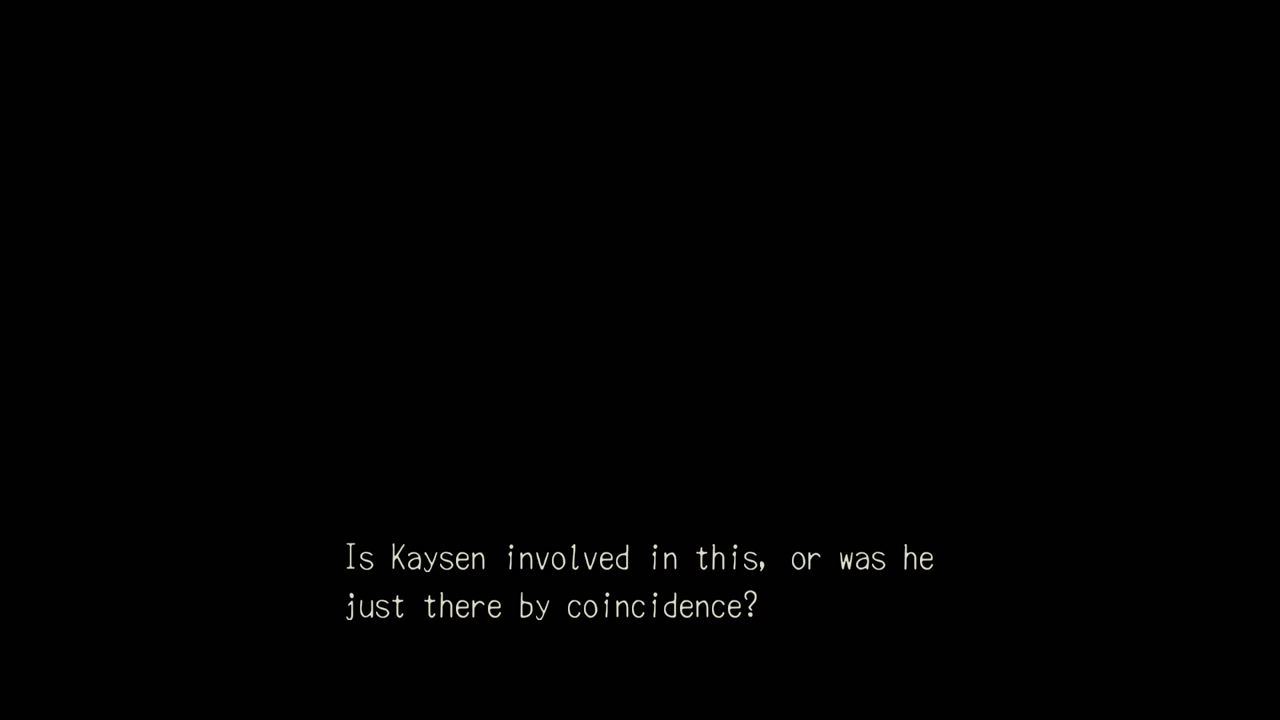 Is Kaysen involved in this, or was he
just there by coincidence?